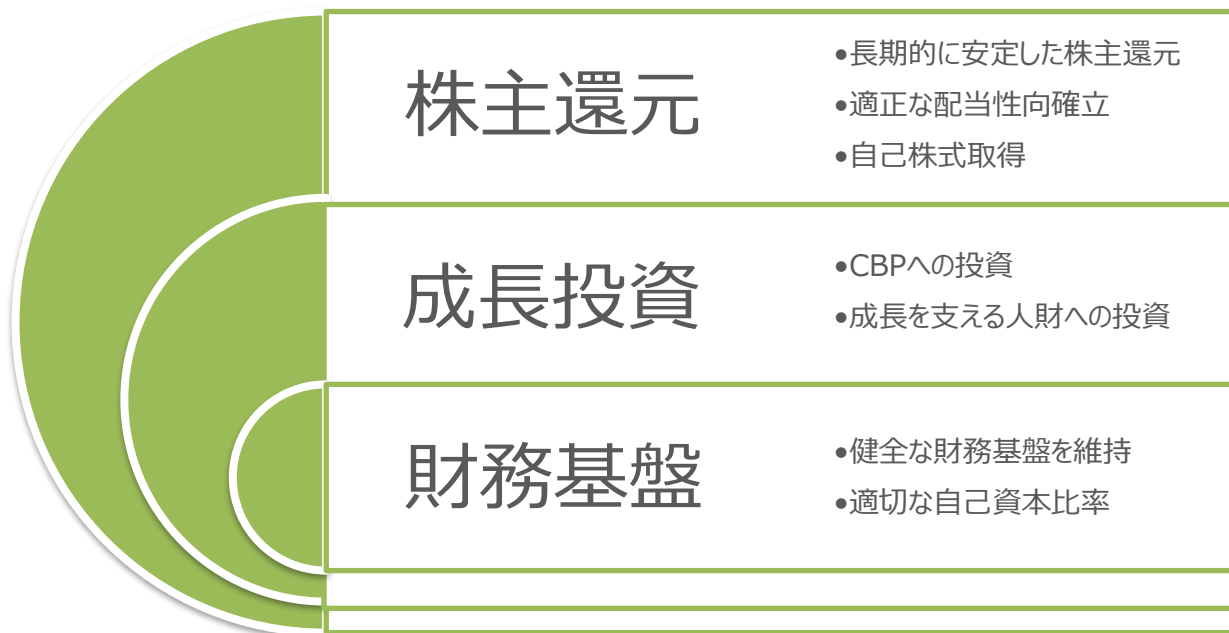 株主還元
•長期的に安定した株主還元
•適正な配当性向確立
•自己株式取得
成長投資
•CBPへの投資
•成長を支える人財への投資
財務基盤
•健全な財務基盤を維持
•適切な自己資本比率